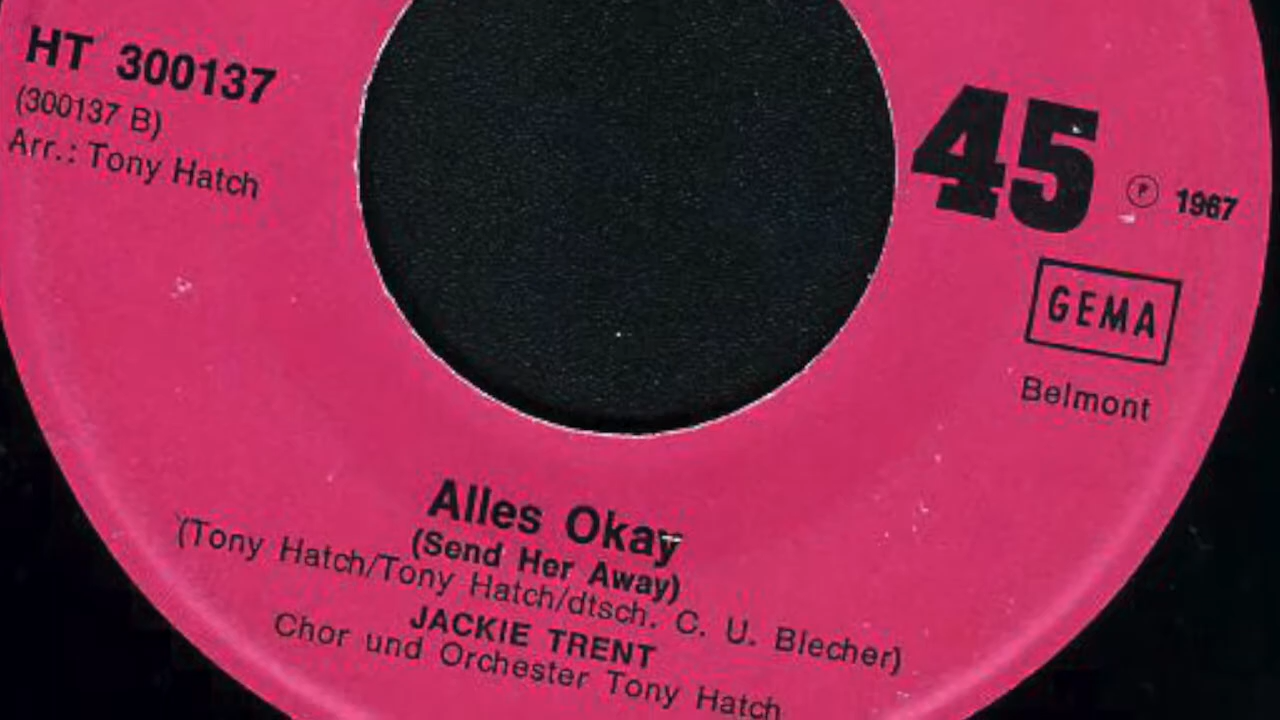 HT 300137
(300137 B)
Arr.: Tony Hatch
45 ℗ 1967
GEMA
Belmont
Alles Okay
(Send Her Away)
(Tony Hatch/Tony Hatch/dtsch. C. U. Blecher)
JACKIE TRENT
Chor und Orchester Tony Hatch